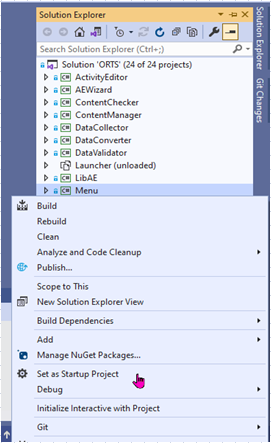 Solution Explorer
Search Solution Explorer (Ctrl+;)
Solution 'ORTS' (24 of 24 projects)
C# ActivityEditor
C# AEWizard
C# ContentChecker
C# ContentManager
C# DataCollector
C# DataConverter
C# DataValidator
Launcher (unloaded)
C# LibAE
C# Menu
Build
Rebuild
Clean
Analyze and Code Cleanup
Publish...
Scope to This
New Solution Explorer View
Build Dependencies
Add
Manage NuGet Packages...
Set as Startup Project
Debug
Initialize Interactive with Project
Git
Solution Explorer
Git Changes